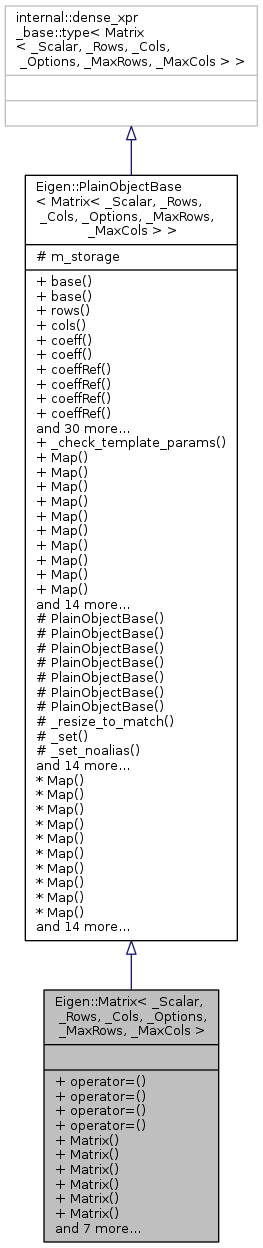 internal::dense_xpr
_base::type< Matrix
< _Scalar, _Rows, _Cols,
_Options, _MaxRows, _MaxCols > >
Eigen::PlainObjectBase
< Matrix< _Scalar, _Rows,
_Cols, _Options, _MaxRows,
_MaxCols > >
# m_storage
+ base()
+ base()
+ rows()
+ cols()
+ coeff()
+ coeff()
+ coeffRef()
+ coeffRef()
+ coeffRef()
+ coeffRef()
and 30 more...
+ _check_template_params()
+ Map()
+ Map()
+ Map()
+ Map()
+ Map()
+ Map()
+ Map()
+ Map()
+ Map()
+ Map()
and 14 more...
# PlainObjectBase()
# PlainObjectBase()
# PlainObjectBase()
# PlainObjectBase()
# PlainObjectBase()
# PlainObjectBase()
# PlainObjectBase()
# _resize_to_match()
# _set()
# _set_noalias()
and 14 more...
* Map()
* Map()
* Map()
* Map()
* Map()
* Map()
* Map()
* Map()
* Map()
* Map()
and 14 more...
Eigen::Matrix< _Scalar,
_Rows, _Cols, _Options,
_MaxRows, _MaxCols >
+ operator=()
+ operator=()
+ operator=()
+ operator=()
+ Matrix()
+ Matrix()
+ Matrix()
+ Matrix()
+ Matrix()
+ Matrix()
and 7 more...